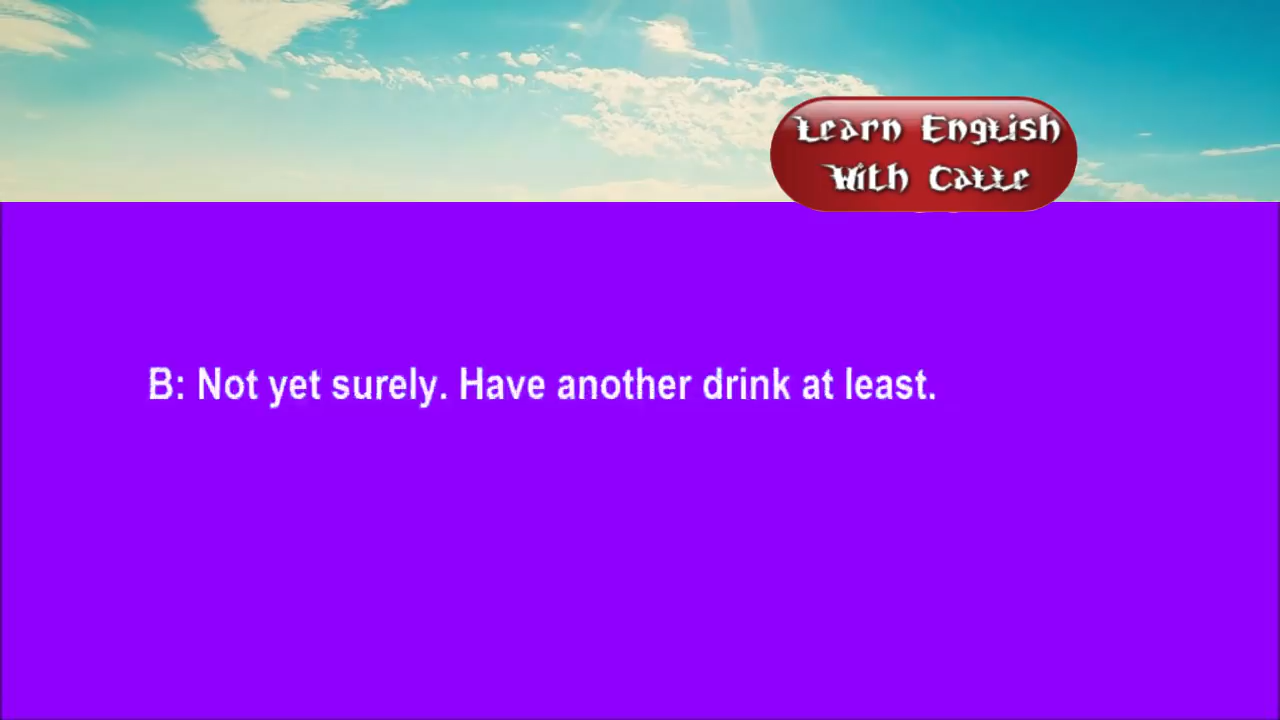 Learn English
With Catte
B: Not yet surely. Have another drink at least.